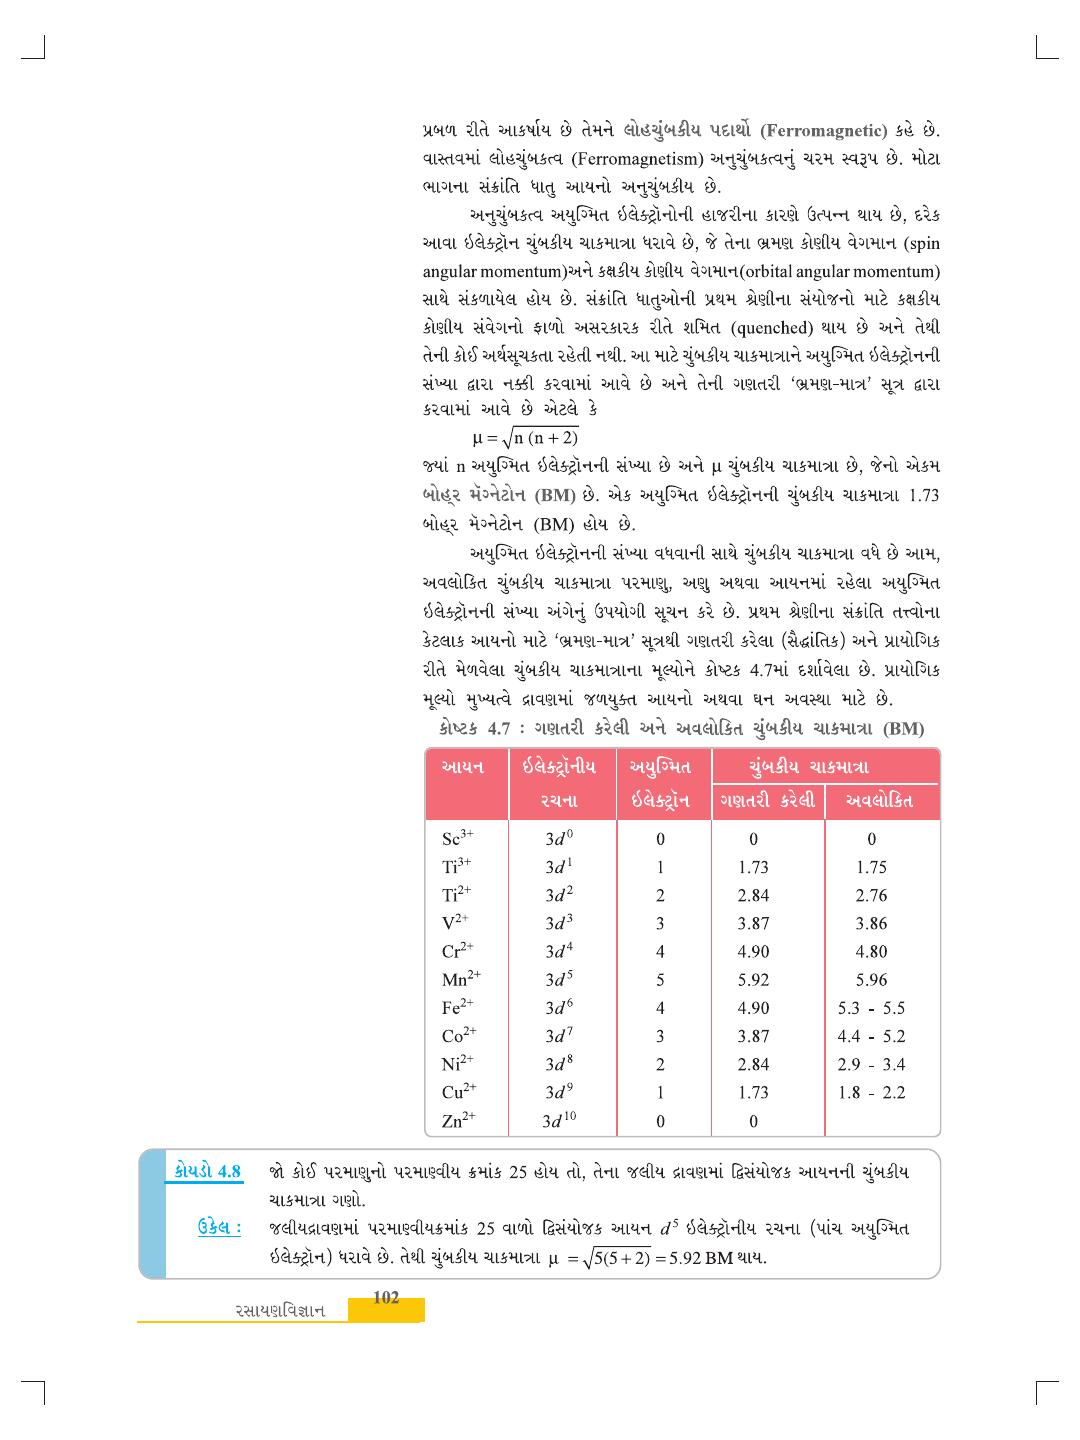 પ્રબળ રીતે આકર્ષાય છે તેમને લોહચુંબકીય પદાર્થો (Ferromagnetic) કહે છે.
વાસ્તવમાં લોહચુંબકત્વ (Ferromagnetism) અનુચુંબકત્વનું ચરમ સ્વરૂપ છે. મોટા
ભાગના સંક્રાંતિ ધાતુ આયનો અનુચુંબકીય છે.
અનુચુંબકત્વ અયુગ્મિત ઇલેક્ટ્રૉનોની હાજરીના કારણે ઉત્પન્ન થાય છે, દરેક
આવા ઇલેક્ટ્રૉન ચુંબકીય ચાકમાત્રા ધરાવે છે, જે તેના ભ્રમણ કોણીય વેગમાન (spin
angular momentum)અને કક્ષકીય કોણીય વેગમાન(orbital angular momentum)
સાથે સંકળાયેલ હોય છે. સંક્રાંતિ ધાતુઓની પ્રથમ શ્રેણીના સંયોજનો માટે કક્ષકીય
કોણીય સંવેગનો ફાળો અસરકારક રીતે શમિત (quenched) થાય છે અને તેથી
તેની કોઈ અર્થસૂચકતા રહેતી નથી. આ માટે ચુંબકીય ચાકમાત્રાને અયુગ્મિત ઇલેક્ટ્રૉનની
સંખ્યા દ્વારા નક્કી કરવામાં આવે છે અને તેની ગણતરી ‘ભ્રમણ-માત્ર’ સૂત્ર દ્વારા
કરવામાં આવે છે એટલે કે
μ = √n (n + 2)
જ્યાં n અયુગ્મિત ઇલેક્ટ્રૉનની સંખ્યા છે અને μ ચુંબકીય ચાકમાત્રા છે, જેનો એકમ
બોહ્‌ર મૅગ્નેટોન (BM) છે. એક અયુગ્મિત ઇલેક્ટ્રૉનની ચુંબકીય ચાકમાત્રા 1.73
બોહ્‌ર મૅગ્નેટોન (BM) હોય છે.
અયુગ્મિત ઇલેક્ટ્રૉનની સંખ્યા વધવાની સાથે ચુંબકીય ચાકમાત્રા વધે છે આમ,
અવલોકિત ચુંબકીય ચાકમાત્રા પરમાણુ, અણુ અથવા આયનમાં રહેલા અયુગ્મિત
ઇલેક્ટ્રૉનની સંખ્યા અંગેનું ઉપયોગી સૂચન કરે છે. પ્રથમ શ્રેણીના સંક્રાંતિ તત્ત્વોના
કેટલાક આયનો માટે ‘ભ્રમણ-માત્ર’ સૂત્રથી ગણતરી કરેલા (સૈદ્ધાંતિક) અને પ્રાયોગિક
રીતે મેળવેલા ચુંબકીય ચાકમાત્રાના મૂલ્યોને કોષ્ટક 4.7માં દર્શાવેલા છે. પ્રાયોગિક
મૂલ્યો મુખ્યત્વે દ્રાવણમાં જળયુક્ત આયનો અથવા ઘન અવસ્થા માટે છે.
કોષ્ટક 4.7 : ગણતરી કરેલી અને અવલોકિત ચુંબકીય ચાકમાત્રા (BM)
આયન ઇલેક્ટ્રૉનીય અયુગ્મિત ચુંબકીય ચાકમાત્રા
રચના ઇલેક્ટ્રૉન ગણતરી કરેલી અવલોકિત
Sc³⁺ 3d⁰ 0 0 0
Ti³⁺ 3d¹ 1 1.73 1.75
Ti²⁺ 3d² 2 2.84 2.76
V²⁺ 3d³ 3 3.87 3.86
Cr²⁺ 3d⁴ 4 4.90 4.80
Mn²⁺ 3d⁵ 5 5.92 5.96
Fe²⁺ 3d⁶ 4 4.90 5.3 - 5.5
Co²⁺ 3d⁷ 3 3.87 4.4 - 5.2
Ni²⁺ 3d⁸ 2 2.84 2.9 - 3.4
Cu²⁺ 3d⁹ 1 1.73 1.8 - 2.2
Zn²⁺ 3d¹⁰ 0 0
કોયડો 4.8 જો કોઈ પરમાણુનો પરમાણ્વીય ક્રમાંક 25 હોય તો, તેના જલીય દ્રાવણમાં દ્વિસંયોજક આયનની ચુંબકીય
ચાકમાત્રા ગણો.
ઉકેલ : જલીયદ્રાવણમાં પરમાણ્વીયક્રમાંક 25 વાળો દ્વિસંયોજક આયન d⁵ ઇલેક્ટ્રૉનીય રચના (પાંચ અયુગ્મિત
ઇલેક્ટ્રૉન) ધરાવે છે. તેથી ચુંબકીય ચાકમાત્રા μ = √5(5 + 2) = 5.92 BM થાય.
રસાયણવિજ્ઞાન 102